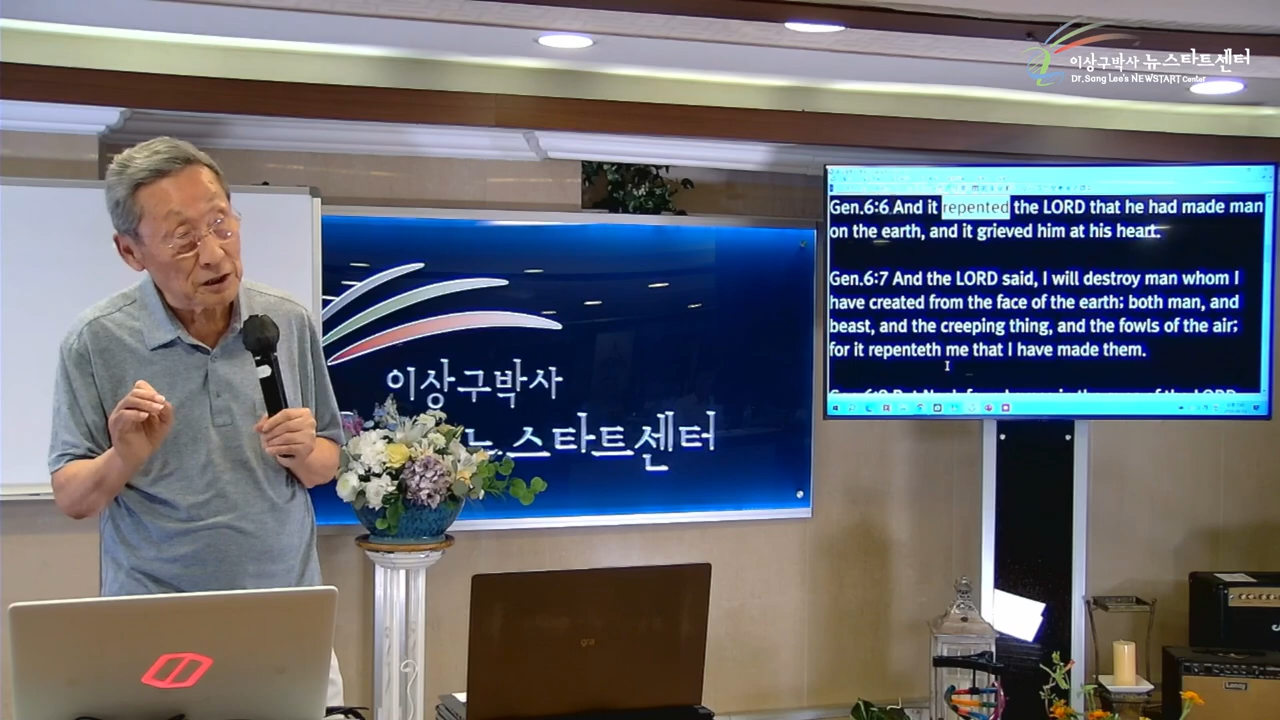 이상구박사 뉴스타트센터
Dr. Sang Lee's NEWSTART Center
Gen.6:6 And it repented the LORD that he had made man
on the earth, and it grieved him at his heart.
Gen.6:7 And the LORD said, I will destroy man whom I
have created from the face of the earth; both man, and
beast, and the creeping thing, and the fowls of the air;
for it repenteth me that I have made them.
이상구박사
뉴스타트센터
gram
Laney